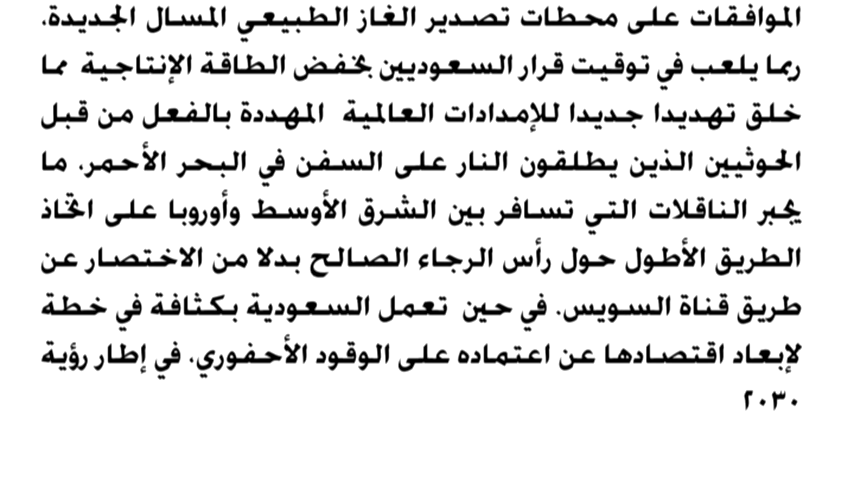 الموافقات على محطات تصدير الغاز الطبيعي المسال الجديدة.
ربما يلعب في توقيت قرار السعوديين بخفض الطاقة الإنتاجية مما
خلق تهديدا جديدا للإمدادات العالمية المهددة بالفعل من قبل
الحوثيين الذين يطلقون النار على السفن في البحر الأحمر، ما
يجبر الناقلات التي تسافر بين الشرق الأوسط وأوروبا على اتخاذ
الطريق الأطول حول رأس الرجاء الصالح بدلا من الاختصار عن
طريق قناة السويس. في حين تعمل السعودية بكثافة في خطة
لإبعاد اقتصادها عن اعتماده على الوقود الأحفوري، في إطار رؤية
٢٠٣٠